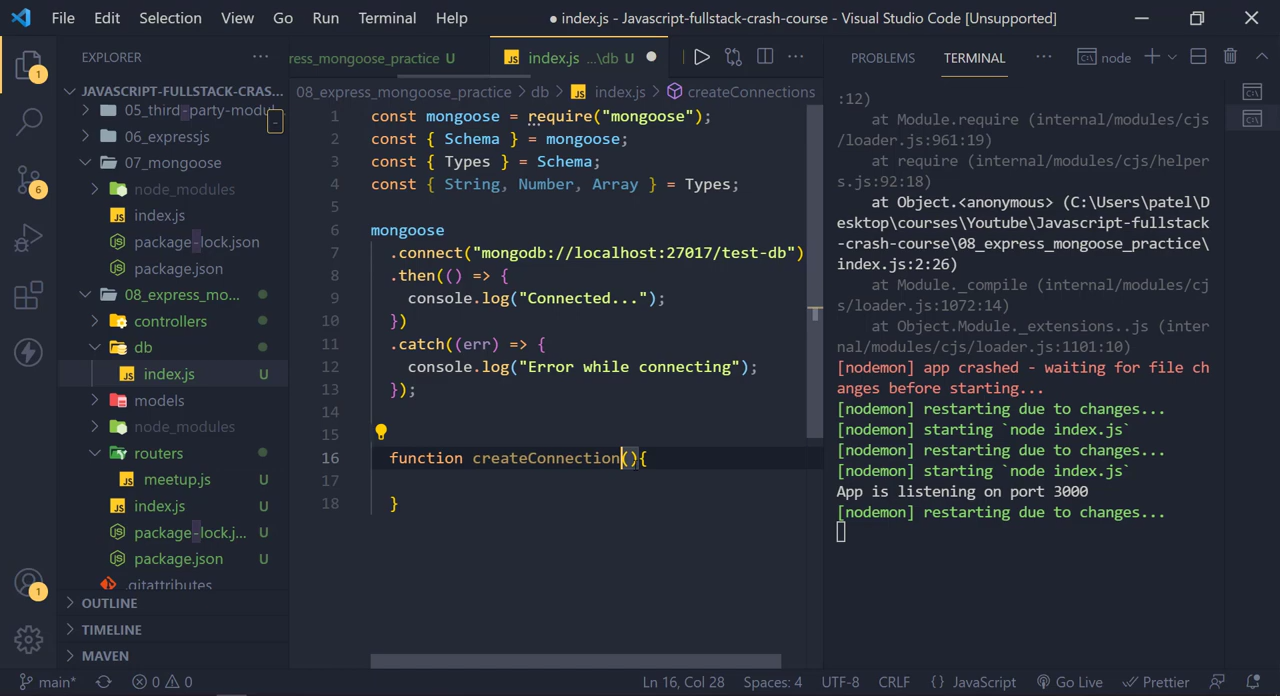 File Edit Selection View Go Run Terminal Help
● index.js - Javascript-fullstack-crash-course - Visual Studio Code [Unsupported]
EXPLORER ···
JAVASCRIPT-FULLSTACK-CRAS...
05_third-party-modu
06_expressjs
07_mongoose
node_modules
index.js
package-lock.json
package.json
08_express_mo...
controllers
db
index.js U
models
node_modules
routers
meetup.js U
index.js U
package-lock.j... U
package.json U
.gitattributes
OUTLINE
TIMELINE
MAVEN
1
6
1
ress_mongoose_practice U
index.js ...\db U
08_express_mongoose_practice > db > index.js > createConnections
1 const mongoose = require("mongoose");
2 const { Schema } = mongoose;
3 const { Types } = Schema;
4 const { String, Number, Array } = Types;
5
6 mongoose
7 .connect("mongodb://localhost:27017/test-db")
8 .then(() => {
9 console.log("Connected...");
10 })
11 .catch((err) => {
12 console.log("Error while connecting");
13 });
14
15
16 function createConnection(){
17
18 }
PROBLEMS TERMINAL ··· node
:12)
at Module.require (internal/modules/cjs
/loader.js:961:19)
at require (internal/modules/cjs/helper
s.js:92:18)
at Object.<anonymous> (C:\Users\patel\D
esktop\courses\Youtube\Javascript-fullstack
-crash-course\08_express_mongoose_practice\
index.js:2:26)
at Module._compile (internal/modules/cj
s/loader.js:1072:14)
at Object.Module._extensions..js (inter
nal/modules/cjs/loader.js:1101:10)
[nodemon] app crashed - waiting for file ch
anges before starting...
[nodemon] restarting due to changes...
[nodemon] starting `node index.js`
[nodemon] restarting due to changes...
[nodemon] starting `node index.js`
App is listening on port 3000
[nodemon] restarting due to changes...
main* 0 0 Ln 16, Col 28 Spaces: 4 UTF-8 CRLF {} JavaScript Go Live Prettier